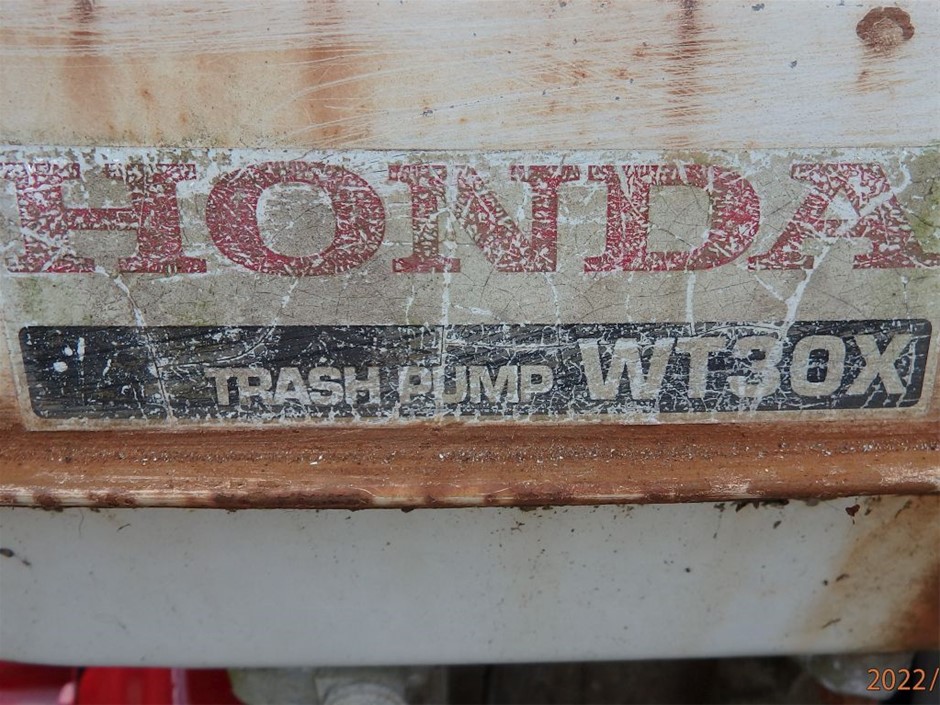 HONDA
TRASH PUMP WT30X
2022/